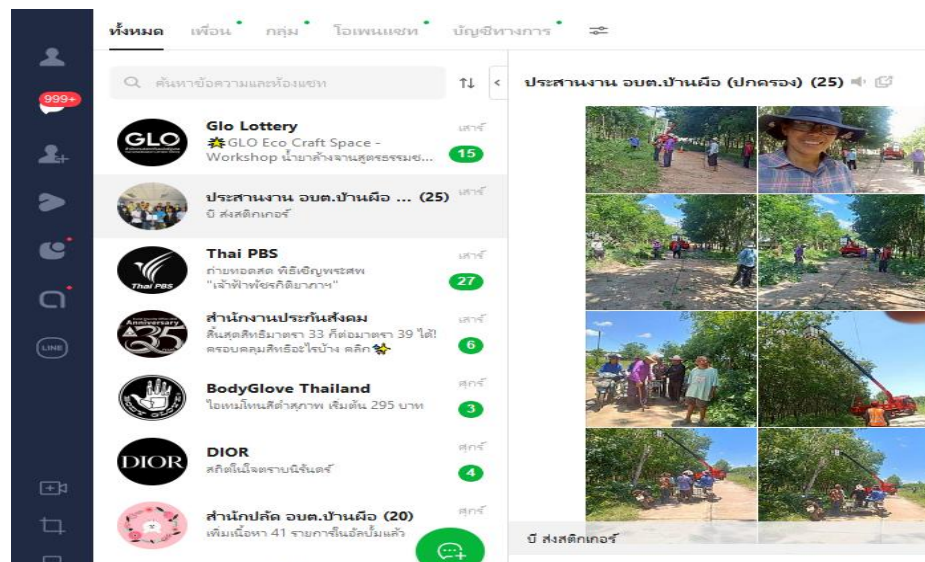 ทั้งหมด เพื่อน กลุ่ม โอเพนแชท บัญชีทางการ
999+
ค้นหาข้อความและห้องแชท
ประสานงาน อบต.บ้านผือ (ปกครอง) (25)
GLO
Glo Lottery
เสาร์
GLO Eco Craft Space -
Workshop น้ำยาล้างจานสูตรธรรมช...
15
ประสานงาน อบต.บ้านผือ ... (25)
เสาร์
บี ส่งสติกเกอร์
Thai PBS
Thai PBS
เสาร์
ถ่ายทอดสด พิธีเชิญพระศพ
"เจ้าฟ้าพัชรกิติยาภาฯ"
27
Anniversary
35
สำนักงานประกันสังคม
เสาร์
สิ้นสุดสิทธิมาตรา 33 ก็ต่อมาตรา 39 ได้!
ครอบคลุมสิทธิอะไรบ้าง คลิก
6
LINE
BODY GLOVE
BodyGlove Thailand
ศุกร์
ไอเทมโทนสีดำสุภาพ เริ่มต้น 295 บาท
3
DIOR
DIOR
ศุกร์
สถิตในใจตราบนิรันดร์
4
สำนักปลัด อบต.บ้านผือ (20)
ศุกร์
เพิ่มเนื้อหา 41 รายการในอัลบั้มแล้ว
บี ส่งสติกเกอร์